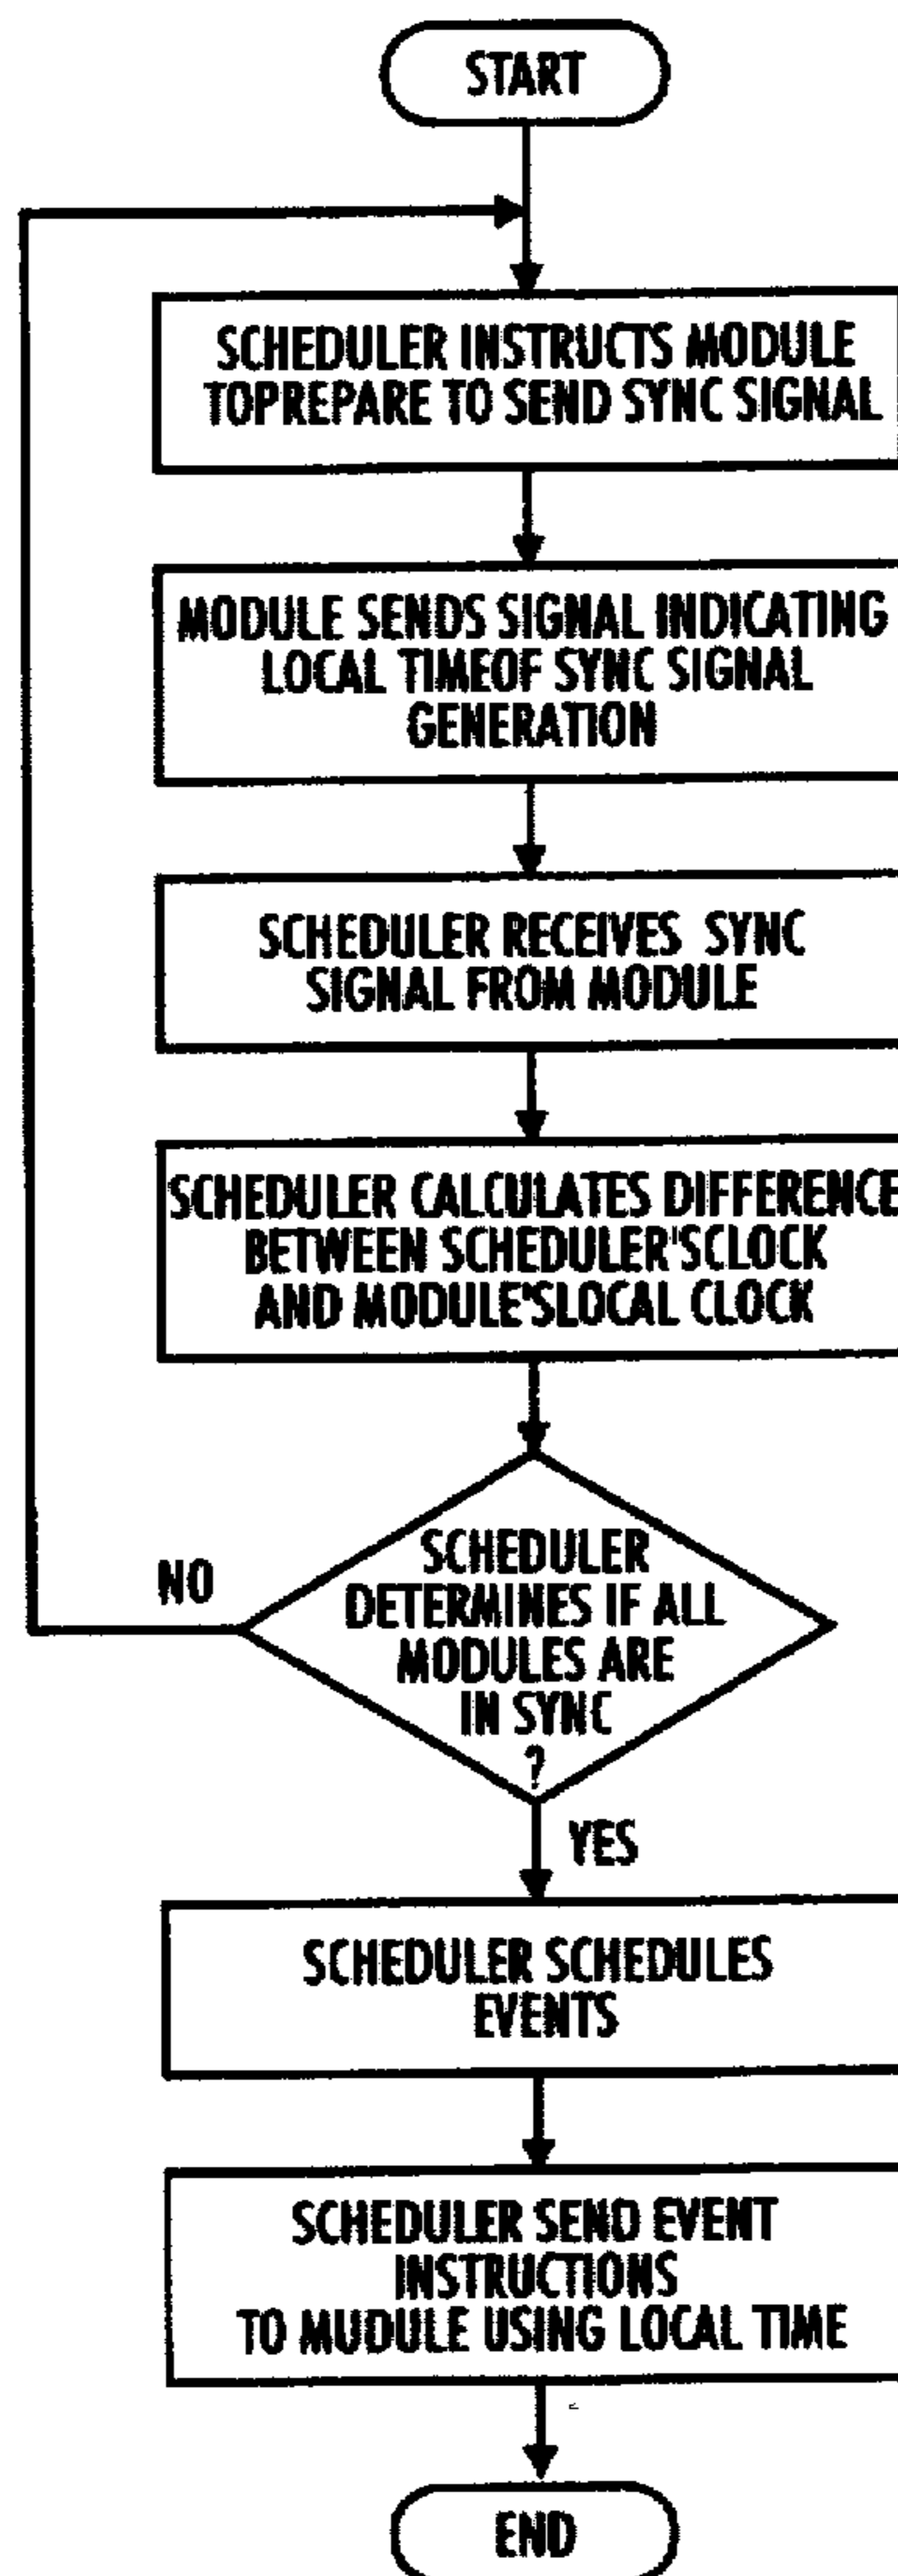 START
SCHEDULER INSTRUCTS MODULE
TOPREPARE TO SEND SYNC SIGNAL
MODULE SENDS SIGNAL INDICATING
LOCAL TIMEOF SYNC SIGNAL
GENERATION
SCHEDULER RECEIVES SYNC
SIGNAL FROM MODULE
SCHEDULER CALCULATES DIFFERENCE
BETWEEN SCHEDULER'SCLOCK
AND MODULE'SLOCAL CLOCK
SCHEDULER
DETERMINES IF ALL
MODULES ARE
IN SYNC
?
NO
YES
SCHEDULER SCHEDULES
EVENTS
SCHEDULER SEND EVENT
INSTRUCTIONS
TO MUDULE USING LOCAL TIME
END